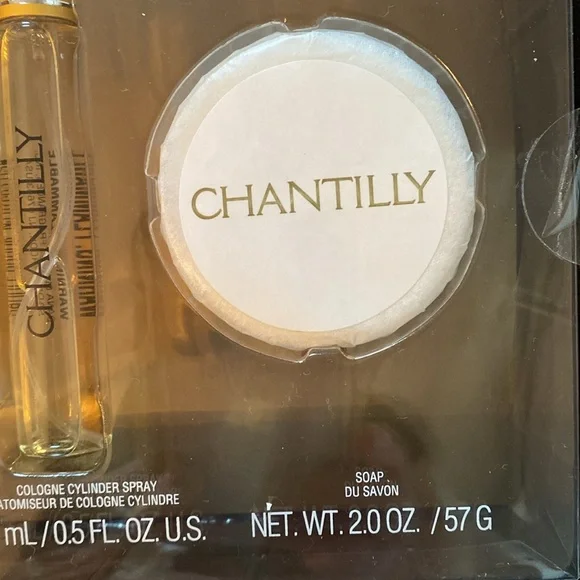 CHANTILLY
CHANTILLY
COLOGNE CYLINDER SPRAY
ATOMISEUR DE COLOGNE CYLINDRE
mL/0.5 FL. OZ. U.S.
SOAP
DU SAVON
NET. WT. 2.0 OZ. / 57 G